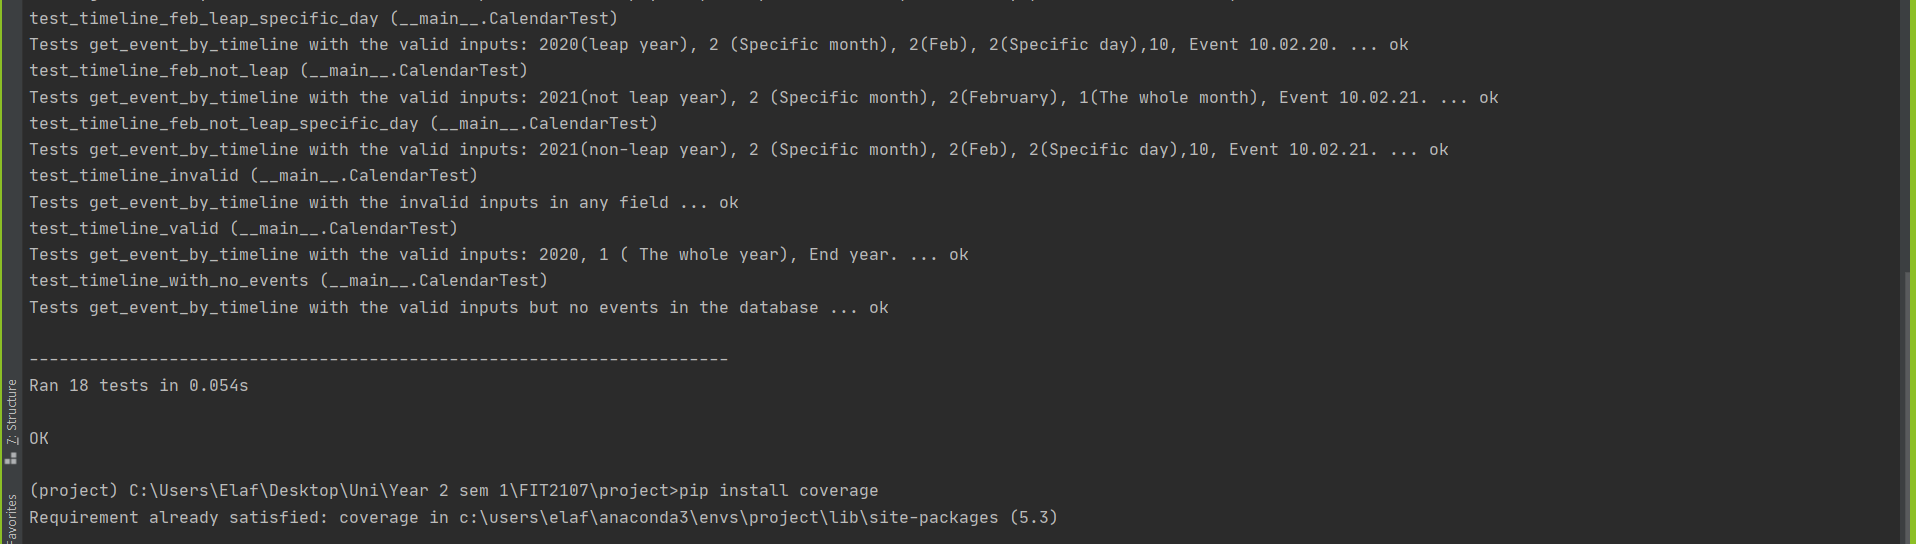 test_timeline_feb_leap_specific_day (__main__.CalendarTest)
Tests get_event_by_timeline with the valid inputs: 2020(leap year), 2 (Specific month), 2(Feb), 2(Specific day),10, Event 10.02.20. ... ok
test_timeline_feb_not_leap (__main__.CalendarTest)
Tests get_event_by_timeline with the valid inputs: 2021(not leap year), 2 (Specific month), 2(February), 1(The whole month), Event 10.02.21. ... ok
test_timeline_feb_not_leap_specific_day (__main__.CalendarTest)
Tests get_event_by_timeline with the valid inputs: 2021(non-leap year), 2 (Specific month), 2(Feb), 2(Specific day),10, Event 10.02.21. ... ok
test_timeline_invalid (__main__.CalendarTest)
Tests get_event_by_timeline with the invalid inputs in any field ... ok
test_timeline_valid (__main__.CalendarTest)
Tests get_event_by_timeline with the valid inputs: 2020, 1 ( The whole year), End year. ... ok
test_timeline_with_no_events (__main__.CalendarTest)
Tests get_event_by_timeline with the valid inputs but no events in the database ... ok
----------------------------------------------------------------------
Ran 18 tests in 0.054s
OK
(project) C:\Users\Elaf\Desktop\Uni\Year 2 sem 1\FIT2107\project>pip install coverage
Requirement already satisfied: coverage in c:\users\elaf\anaconda3\envs\project\lib\site-packages (5.3)
7: Structure
Favorites